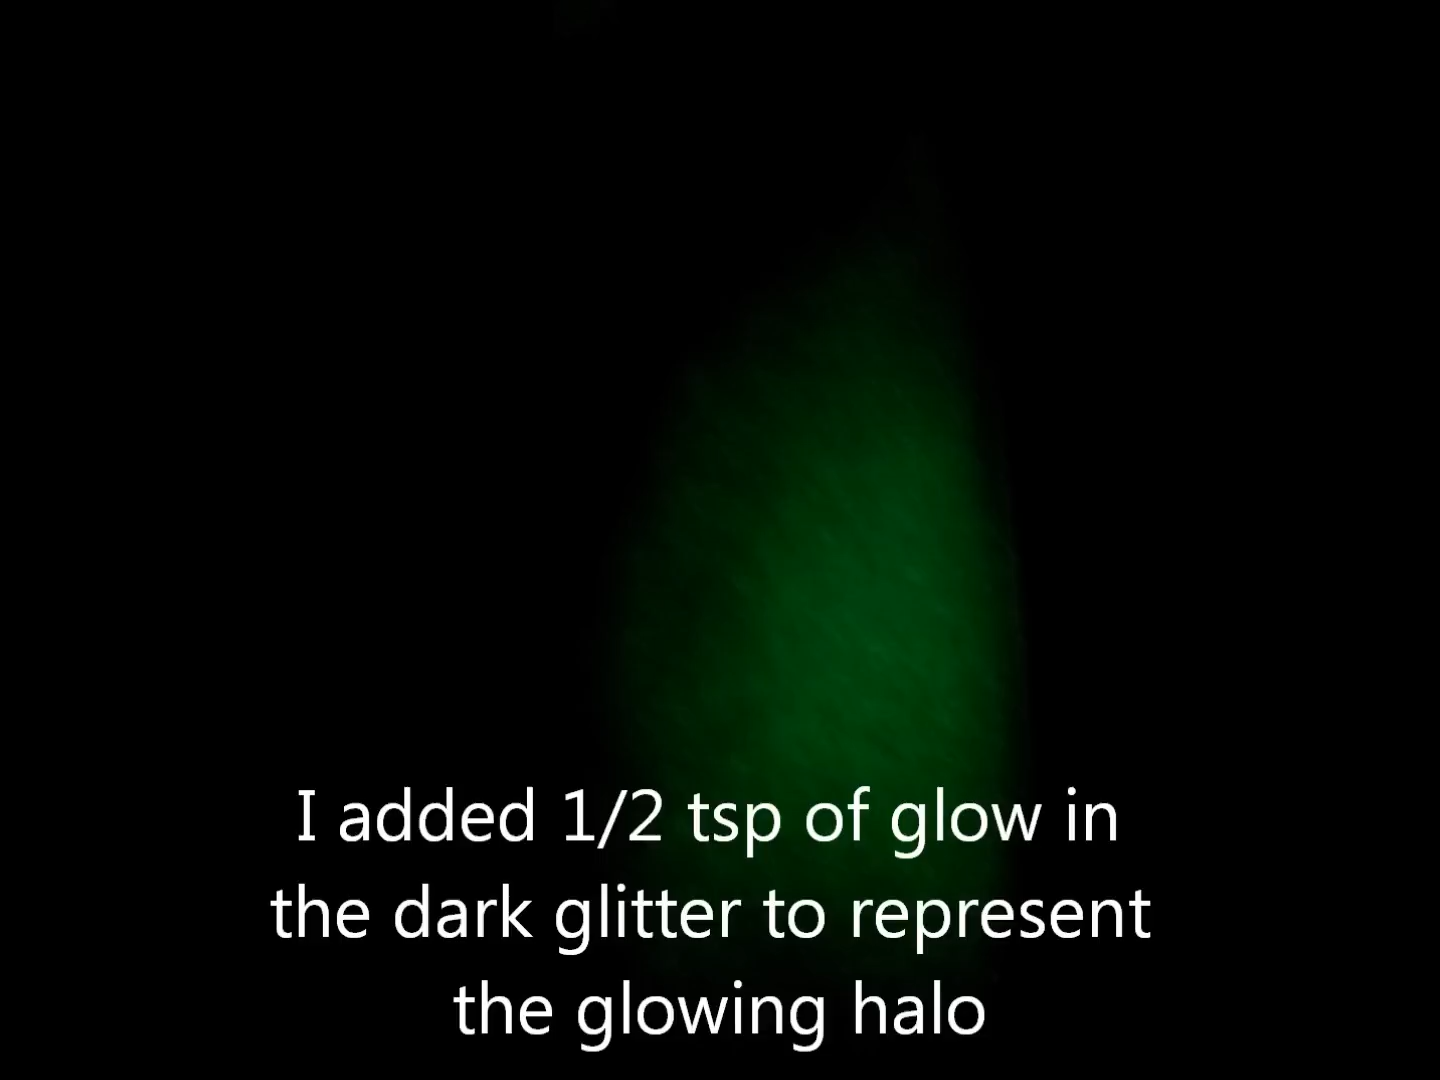 I added 1/2 tsp of glow in
the dark glitter to represent
the glowing halo